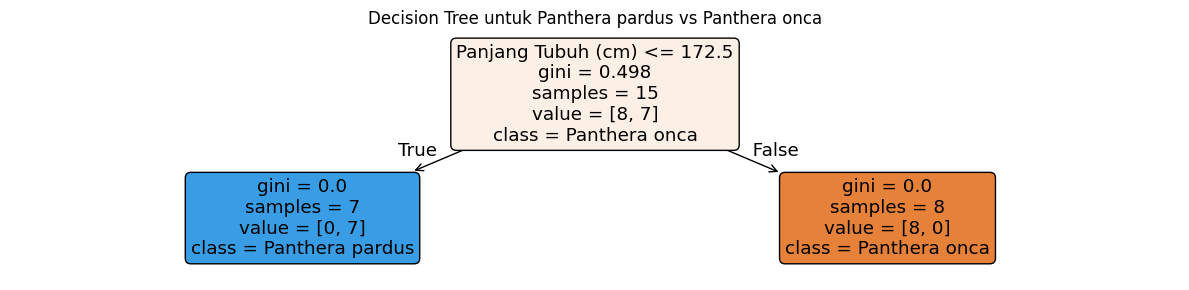 Decision Tree untuk Panthera pardus vs Panthera onca
Panjang Tubuh (cm) <= 172.5
gini = 0.498
samples = 15
value = [8, 7]
class = Panthera onca
True
False
gini = 0.0
samples = 7
value = [0, 7]
class = Panthera pardus
gini = 0.0
samples = 8
value = [8, 0]
class = Panthera onca